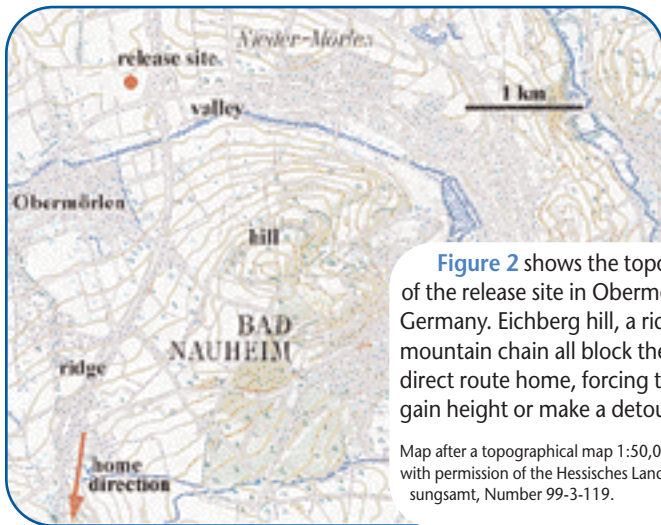 Nieder-Mörlen
release site
1 km
valley
Obermörlen
hill
BAD
NAUHEIM
ridge
home
direction
Figure 2 shows the topo
of the release site in Oberm
Germany. Eichberg hill, a ric
mountain chain all block the
direct route home, forcing t
gain height or make a detou
Map after a topographical map 1:50,0
with permission of the Hessisches Land
sungsamt, Number 99-3-119.